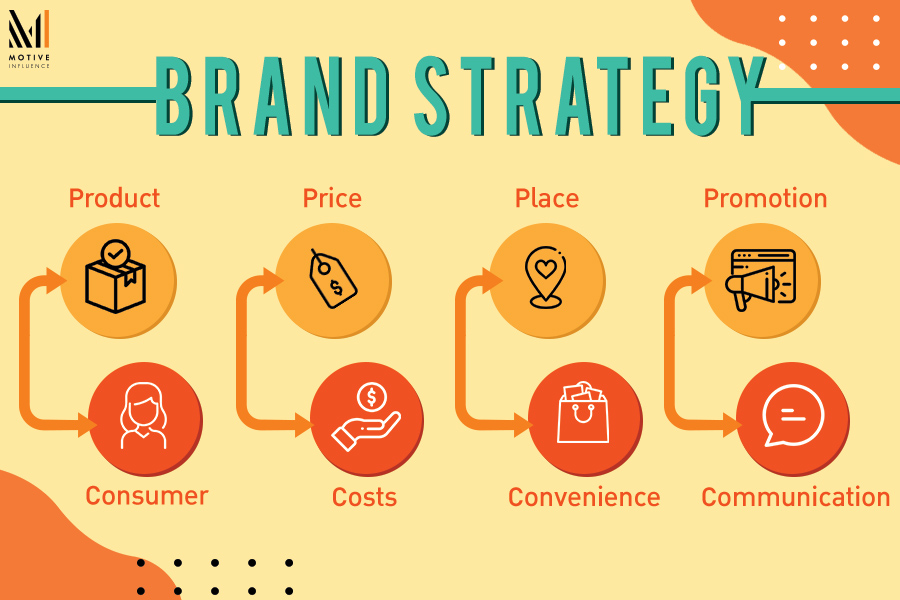 MOTIVE
INFLUENCE
BRAND STRATEGY
Product
Price
Place
Promotion
$
$
Consumer
Costs
Convenience
Communication